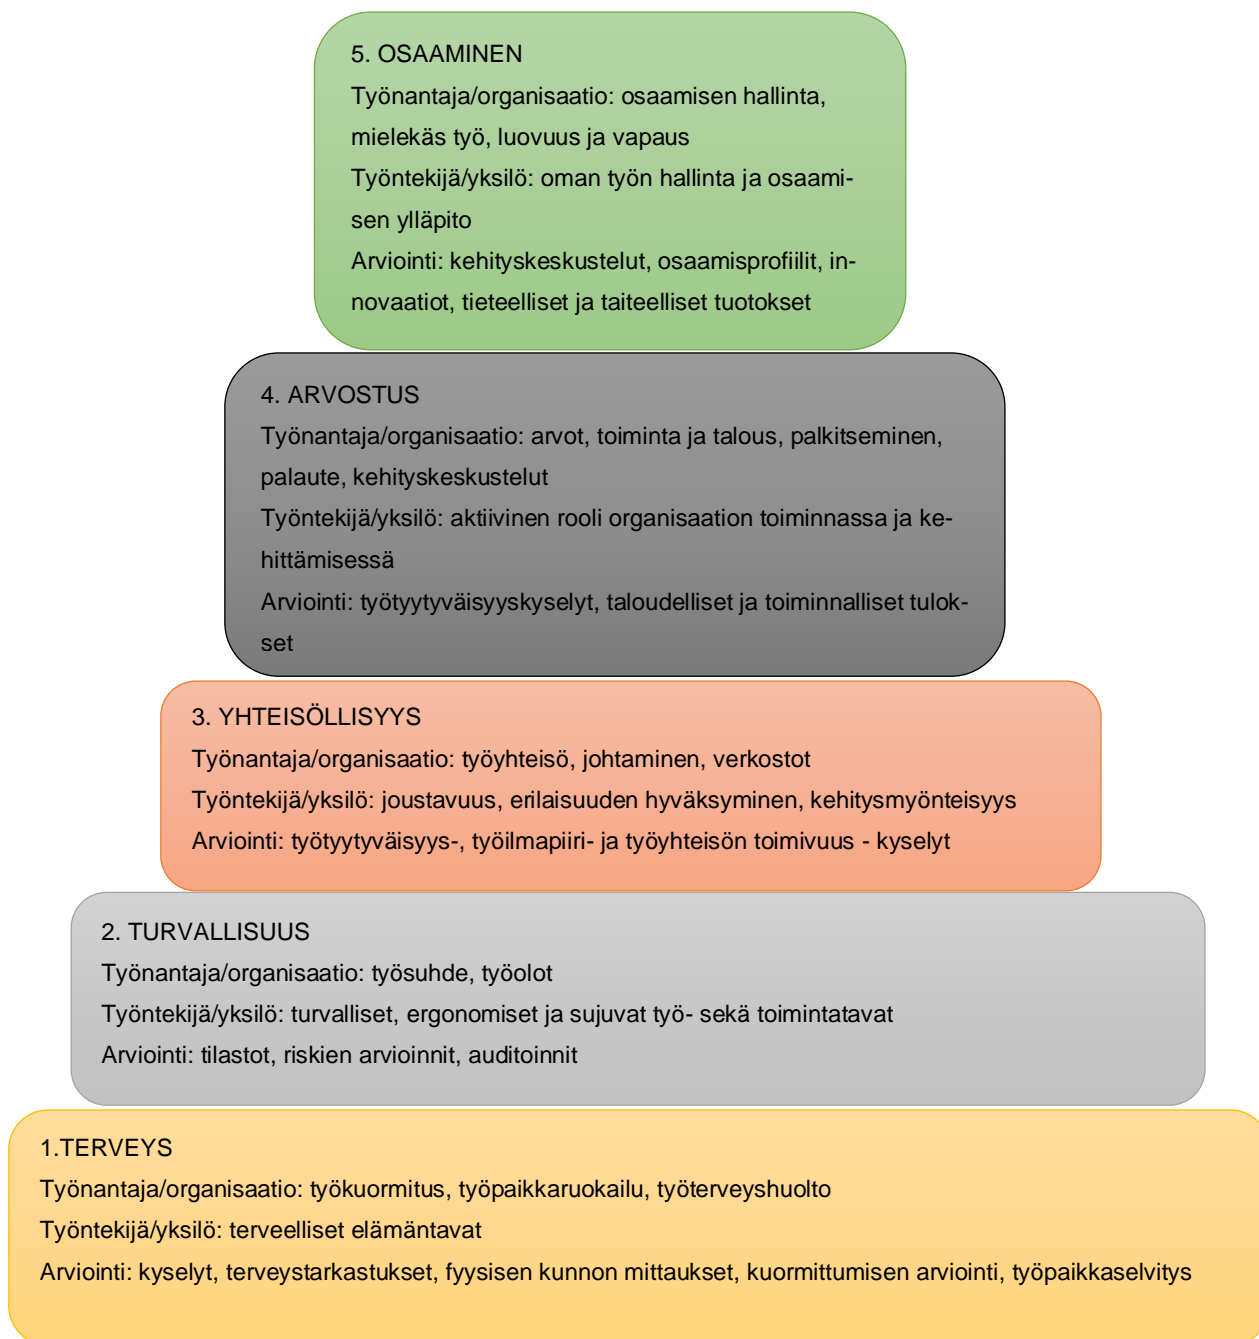 5. OSAAMINEN
Työnantaja/organisaatio: osaamisen hallinta,
mielekäs työ, luovuus ja vapaus
Työntekijä/yksilö: oman työn hallinta ja osaami-
sen ylläpito
Arviointi: kehityskeskustelut, osaamisprofiilit, in-
novaatiot, tieteelliset ja taiteelliset tuotokset
4. ARVOSTUS
Työnantaja/organisaatio: arvot, toiminta ja talous, palkitseminen,
palaute, kehityskeskustelut
Työntekijä/yksilö: aktiivinen rooli organisaation toiminnassa ja ke-
hittämisessä
Arviointi: työtyytyväisyyskyselyt, taloudelliset ja toiminnalliset tulok-
set
3. YHTEISÖLLISYYS
Työnantaja/organisaatio: työyhteisö, johtaminen, verkostot
Työntekijä/yksilö: joustavuus, erilaisuuden hyväksyminen, kehitysmyönteisyys
Arviointi: työtyytyväisyys-, työilmapiiri- ja työyhteisön toimivuus - kyselyt
2. TURVALLISUUS
Työnantaja/organisaatio: työsuhde, työolot
Työntekijä/yksilö: turvalliset, ergonomiset ja sujuvat työ- sekä toimintatavat
Arviointi: tilastot, riskien arvioinnit, auditoinnit
1.TERVEYS
Työnantaja/organisaatio: työkuormitus, työpaikkaruokailu, työterveyshuolto
Työntekijä/yksilö: terveelliset elämäntavat
Arviointi: kyselyt, terveystarkastukset, fyysisen kunnon mittaukset, kuormittumisen arviointi, työpaikkaselvitys